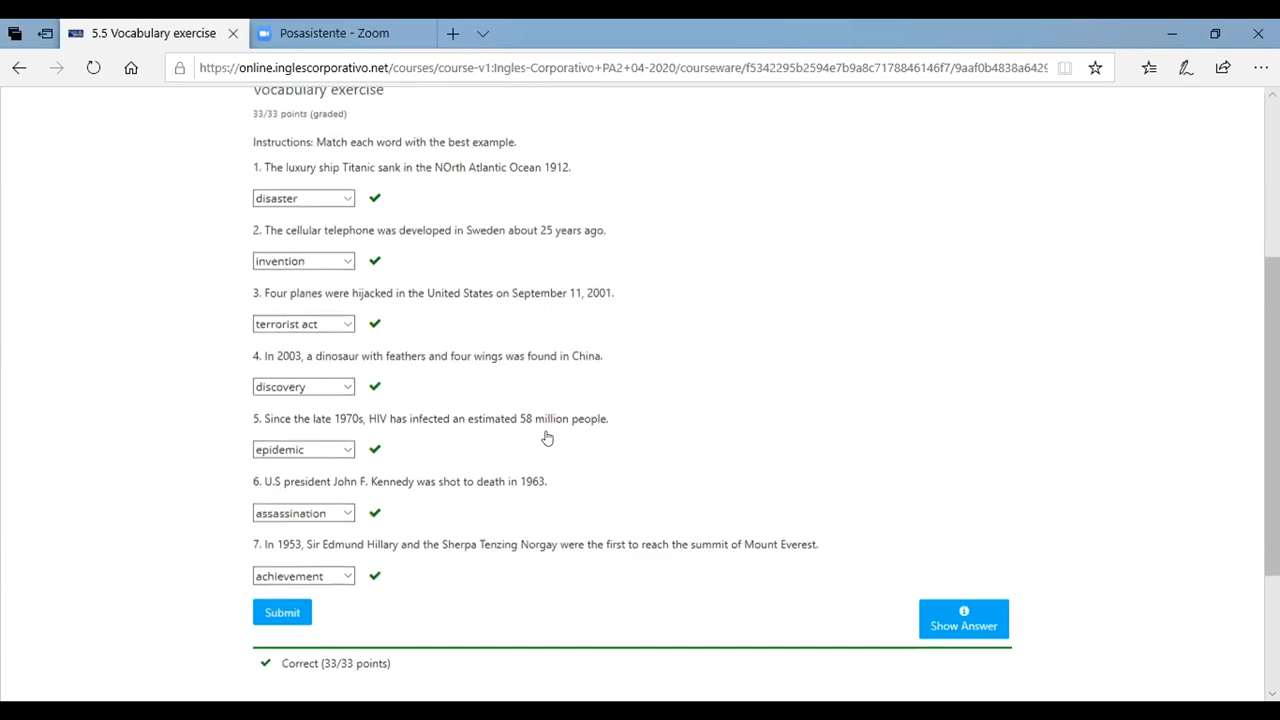 5.5 Vocabulary exercise
Posasistente - Zoom
https://online.inglescorporativo.net/courses/course-v1:Ingles-Corporativo+PA2+04-2020/courseware/f5342295b2594e7b9a8c7178846146f7/9aaf0b4838a6429
Vocabulary exercise
33/33 points (graded)
Instructions: Match each word with the best example.
1. The luxury ship Titanic sank in the NOrth Atlantic Ocean 1912.
disaster
2. The cellular telephone was developed in Sweden about 25 years ago.
invention
3. Four planes were hijacked in the United States on September 11, 2001.
terrorist act
4. In 2003, a dinosaur with feathers and four wings was found in China.
discovery
5. Since the late 1970s, HIV has infected an estimated 58 million people.
epidemic
6. U.S president John F. Kennedy was shot to death in 1963.
assassination
7. In 1953, Sir Edmund Hillary and the Sherpa Tenzing Norgay were the first to reach the summit of Mount Everest.
achievement
Submit
Show Answer
Correct (33/33 points)